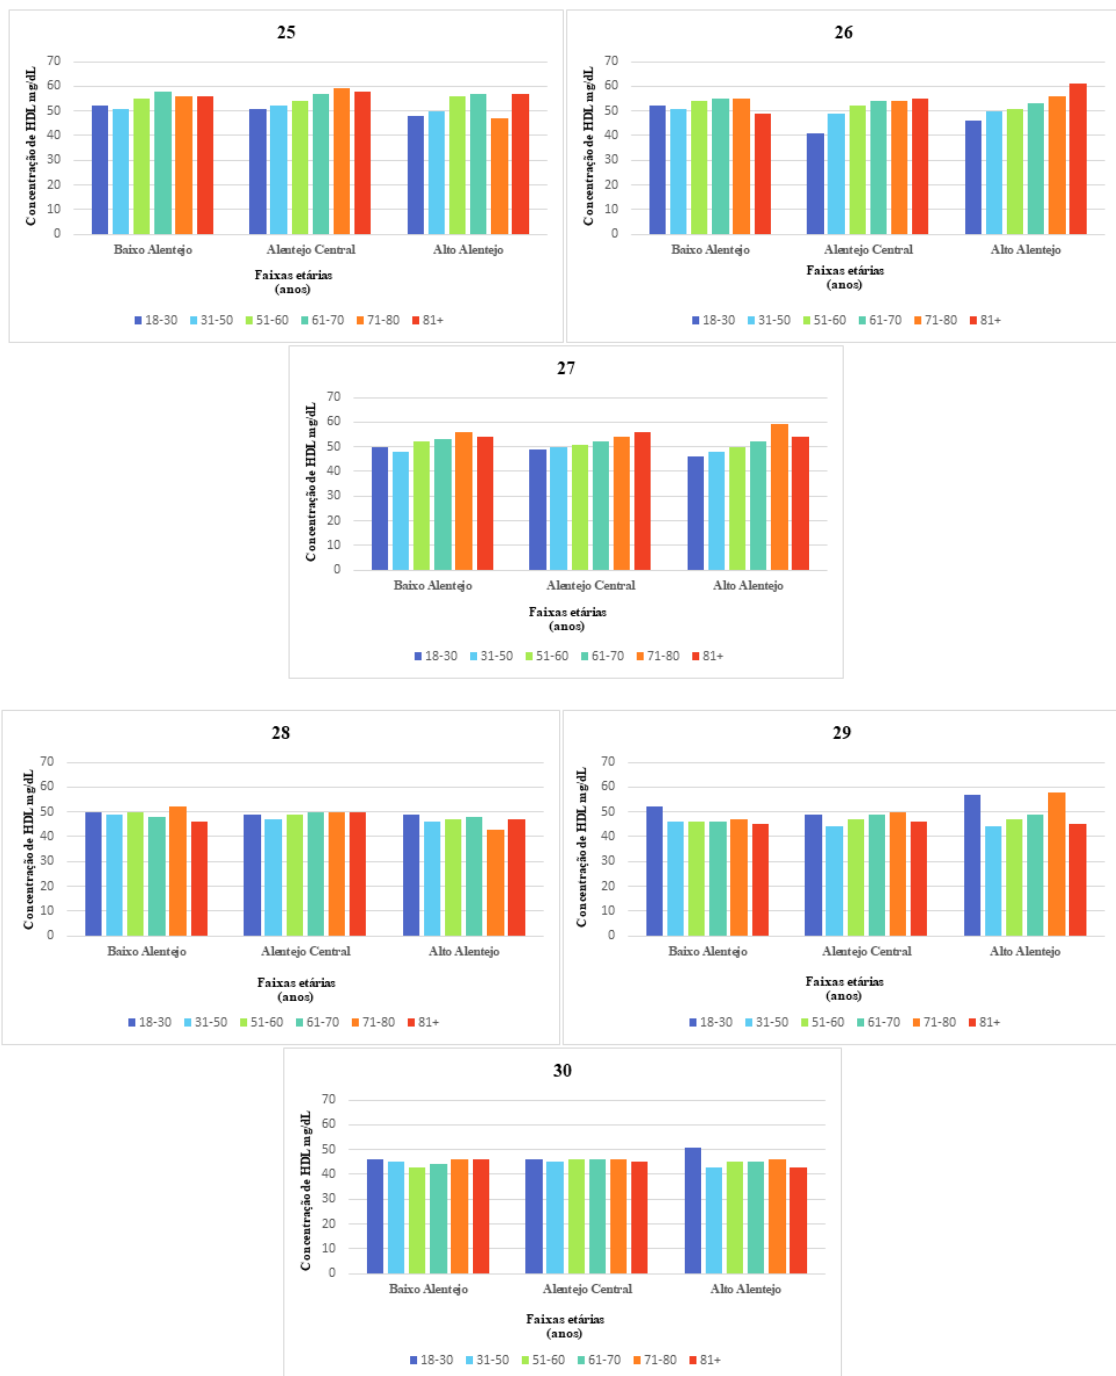 25
Concentração de HDL mg/dL
70
60
50
40
30
20
10
0
Baixo Alentejo Alentejo Central Alto Alentejo
Faixas etárias
(anos)
18-30 31-50 51-60 61-70 71-80 81+
26
Concentração de HDL mg/dL
70
60
50
40
30
20
10
0
Baixo Alentejo Alentejo Central Alto Alentejo
Faixas etárias
(anos)
18-30 31-50 51-60 61-70 71-80 81+
27
Concentração de HDL mg/dL
70
60
50
40
30
20
10
0
Baixo Alentejo Alentejo Central Alto Alentejo
Faixas etárias
(anos)
18-30 31-50 51-60 61-70 71-80 81+
28
Concentração de HDL mg/dL
70
60
50
40
30
20
10
0
Baixo Alentejo Alentejo Central Alto Alentejo
Faixas etárias
(anos)
18-30 31-50 51-60 61-70 71-80 81+
29
Concentração de HDL mg/dL
70
60
50
40
30
20
10
0
Baixo Alentejo Alentejo Central Alto Alentejo
Faixas etárias
(anos)
18-30 31-50 51-60 61-70 71-80 81+
30
Concentração de HDL mg/dL
70
60
50
40
30
20
10
0
Baixo Alentejo Alentejo Central Alto Alentejo
Faixas etárias
(anos)
18-30 31-50 51-60 61-70 71-80 81+